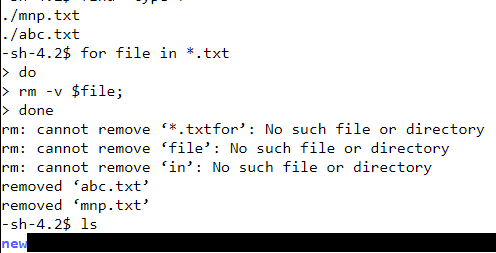 ./mnp.txt
./abc.txt
-sh-4.2$ for file in *.txt
> do
> rm -v $file;
> done
rm: cannot remove ‘*.txtfor’: No such file or directory
rm: cannot remove ‘file’: No such file or directory
rm: cannot remove ‘in’: No such file or directory
removed ‘abc.txt’
removed ‘mnp.txt’
-sh-4.2$ ls
new